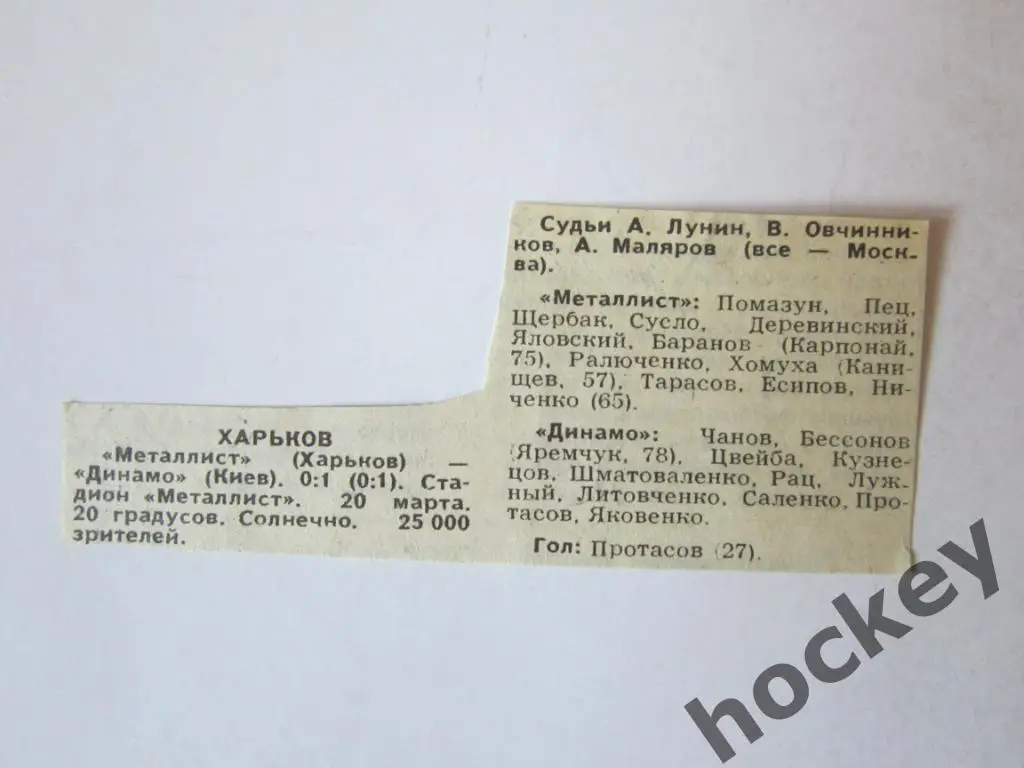 ХАРЬКОВ
«Металлист» (Харьков) —
«Динамо» (Киев). 0:1 (0:1). Ста-
дион «Металлист». 20 марта.
20 градусов. Солнечно. 25 000
зрителей.
Судьи А. Лунин, В. Овчинни-
ков, А. Маляров (все — Моск-
ва).
«Металлист»: Помазун, Пец,
Щербак, Сусло, Деревинский,
Яловский, Баранов (Карпонай,
75), Ралюченко, Хомуха (Кани-
щев, 57), Тарасов, Есипов, Ни-
ченко (65).
«Динамо»: Чанов, Бессонов
(Яремчук, 78), Цвейба, Кузне-
цов, Шматоваленко, Рац, Луж-
ный, Литовченко, Саленко, Про-
тасов, Яковенко.
Гол: Протасов (27).
hockey